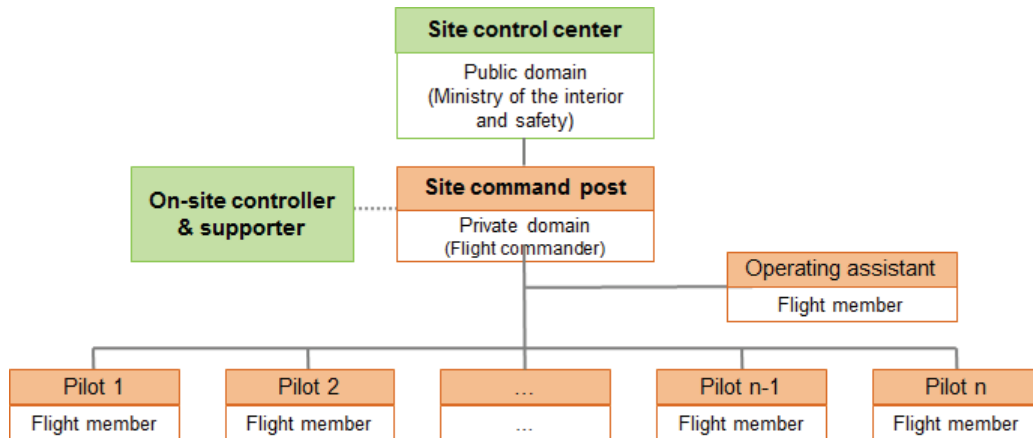 Site control center
Public domain
(Ministry of the interior
and safety)
On-site controller
& supporter
Site command post
Private domain
(Flight commander)
Operating assistant
Flight member
Pilot 1
Flight member
Pilot 2
Flight member
...
...
Pilot n-1
Flight member
Pilot n
Flight member